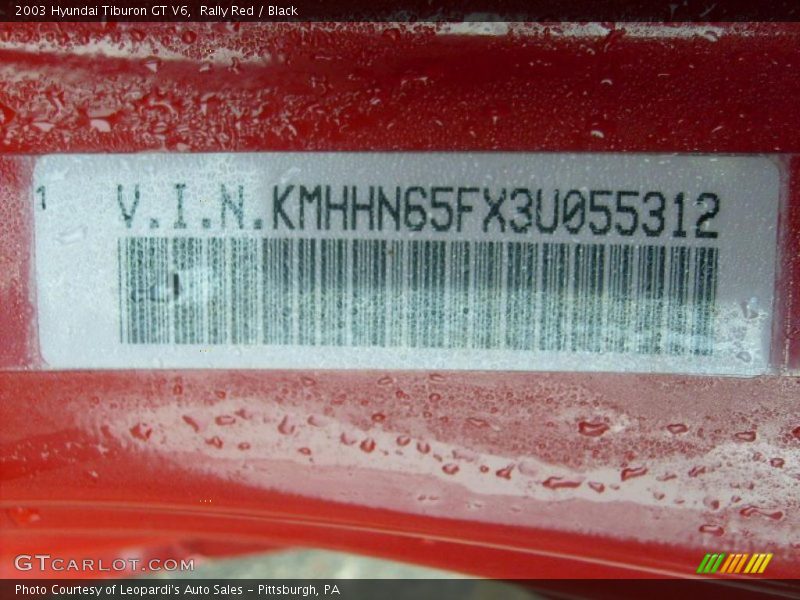 2003 Hyundai Tiburon GT V6, Rally Red / Black
1
V.I.N.KMHHN65FX3U055312
GTCARLOT.COM
Photo Courtesy of Leopardi's Auto Sales - Pittsburgh, PA